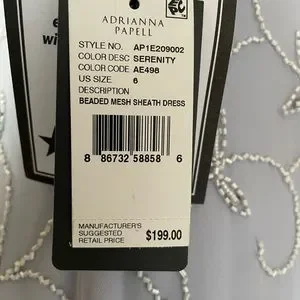 ADRIANNA
PAPELL
STYLE NO. AP1E209002
COLOR DESC SERENITY
COLOR CODE AE498
US SIZE 6
DESCRIPTION
BEADED MESH SHEATH DRESS
8 86732 58858 6
MANUFACTURER'S
SUGGESTED
RETAIL PRICE $199.00